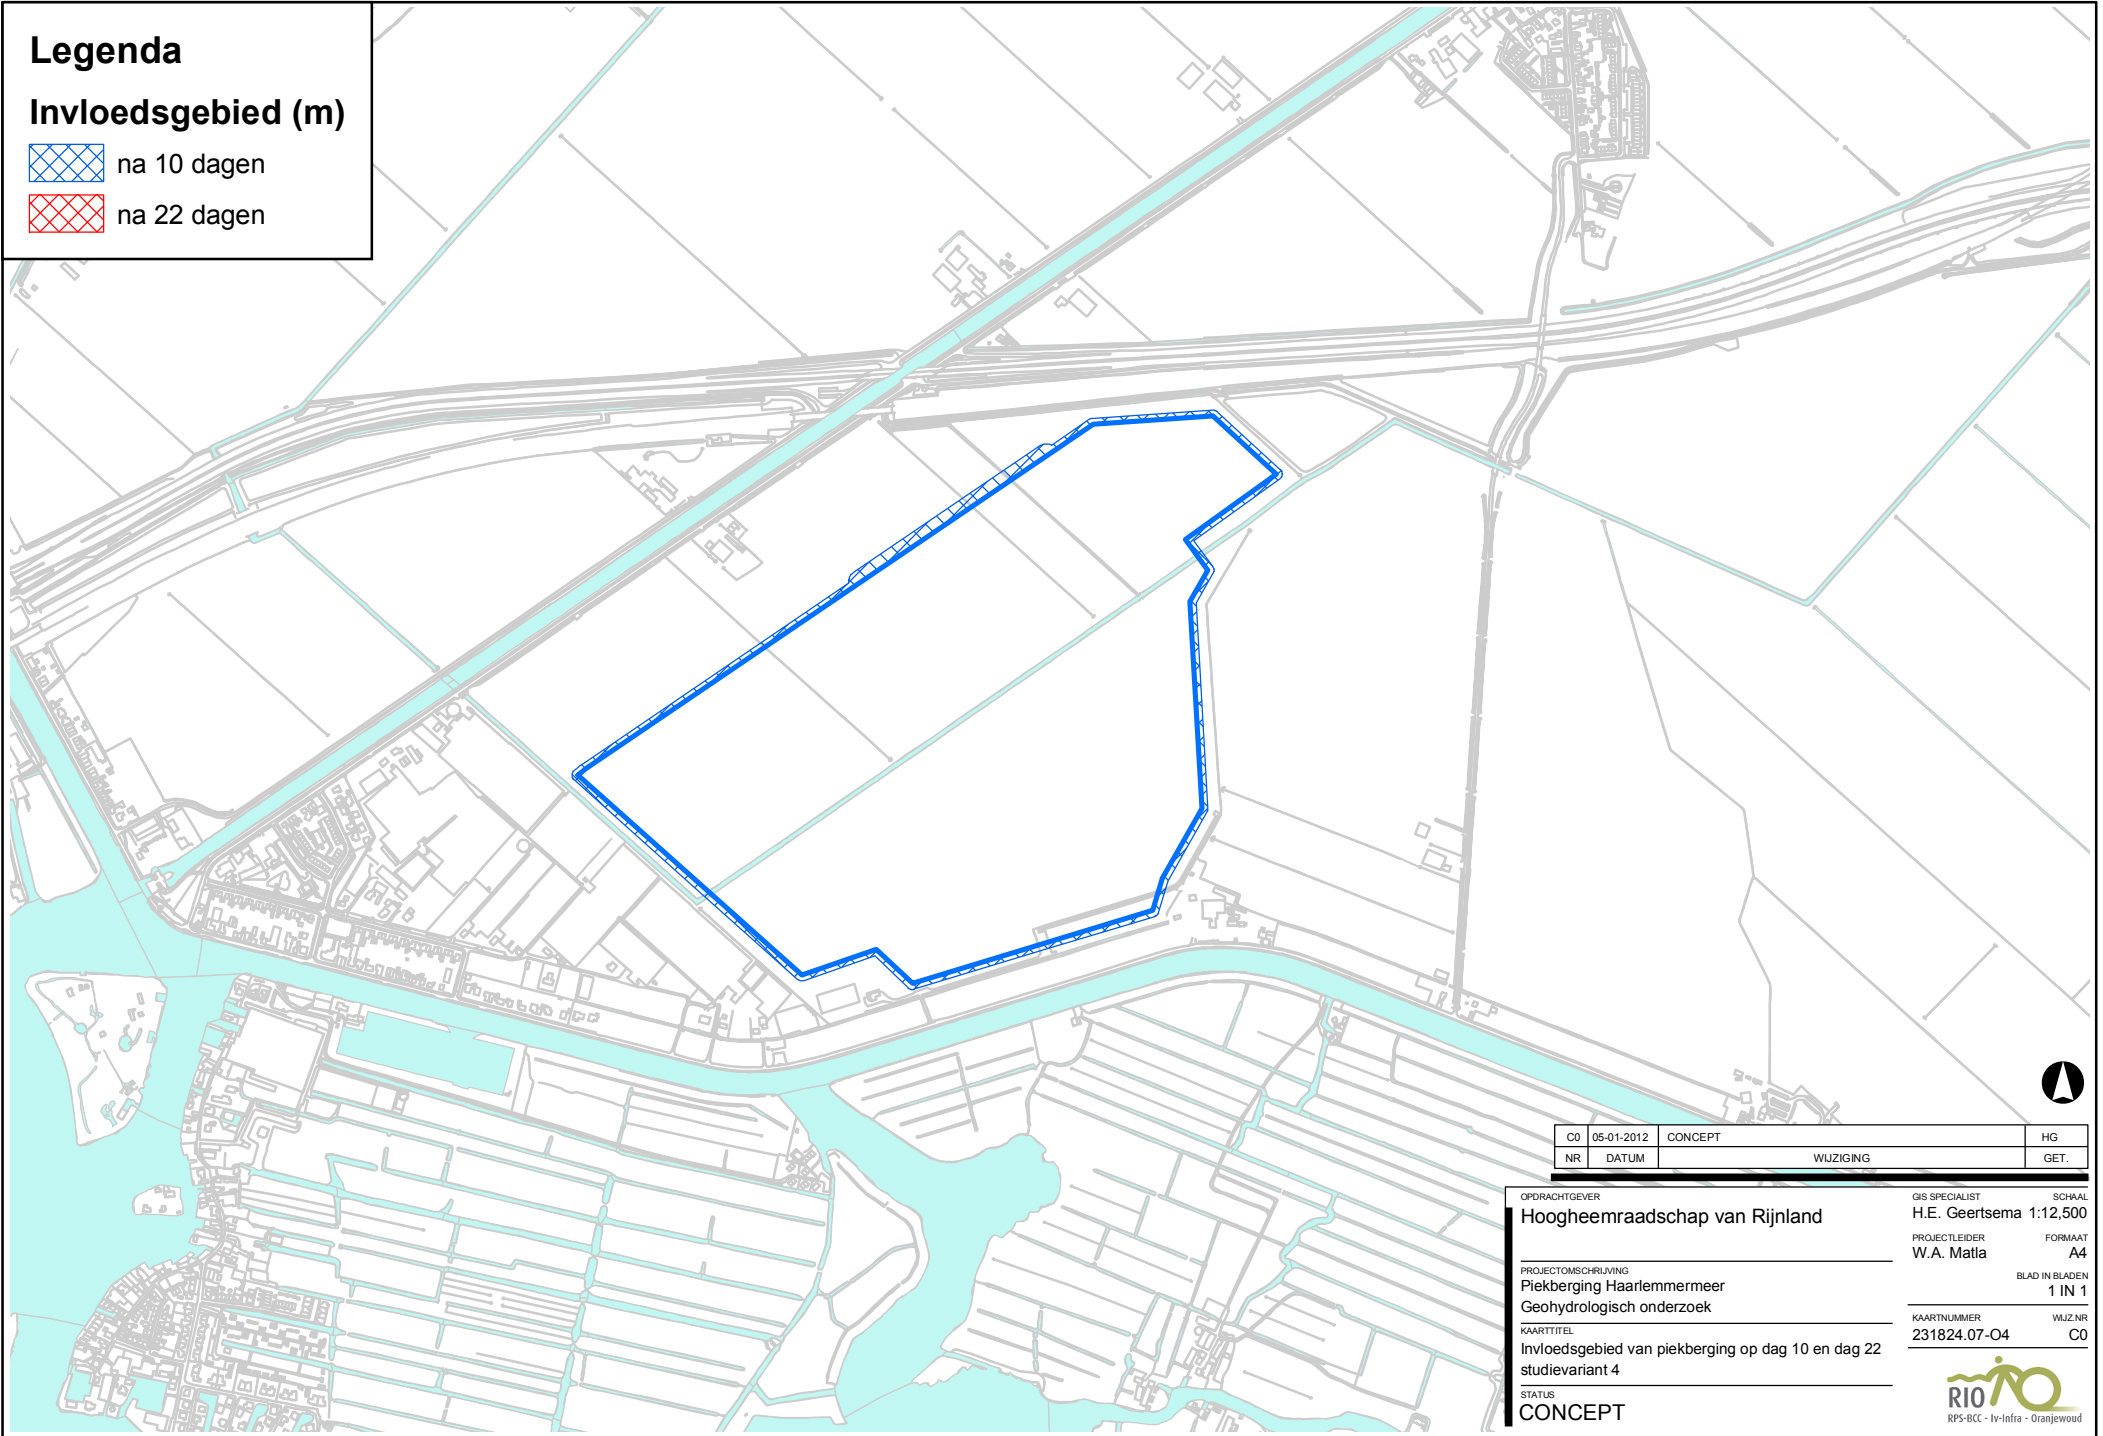 Legenda
Invloedsgebied (m)
na 10 dagen
na 22 dagen
C0 05-01-2012 CONCEPT HG
NR DATUM WIJZIGING GET.
OPDRACHTGEVER
Hoogheemraadschap van Rijnland
GIS SPECIALIST SCHAAL
H.E. Geertsema 1:12,500
PROJECTLEIDER FORMAAT
W.A. Matla A4
BLAD IN BLADEN
1 IN 1
PROJECTOMSCHRIJVING
Piekberging Haarlemmermeer
Geohydrologisch onderzoek
KAARTNUMMER WIJZ.NR
231824.07-O4 C0
KAARTTITEL
Invloedsgebied van piekberging op dag 10 en dag 22
studievariant 4
STATUS
CONCEPT
RIO
RPS-BCC - Iv-Infra - Oranjewoud